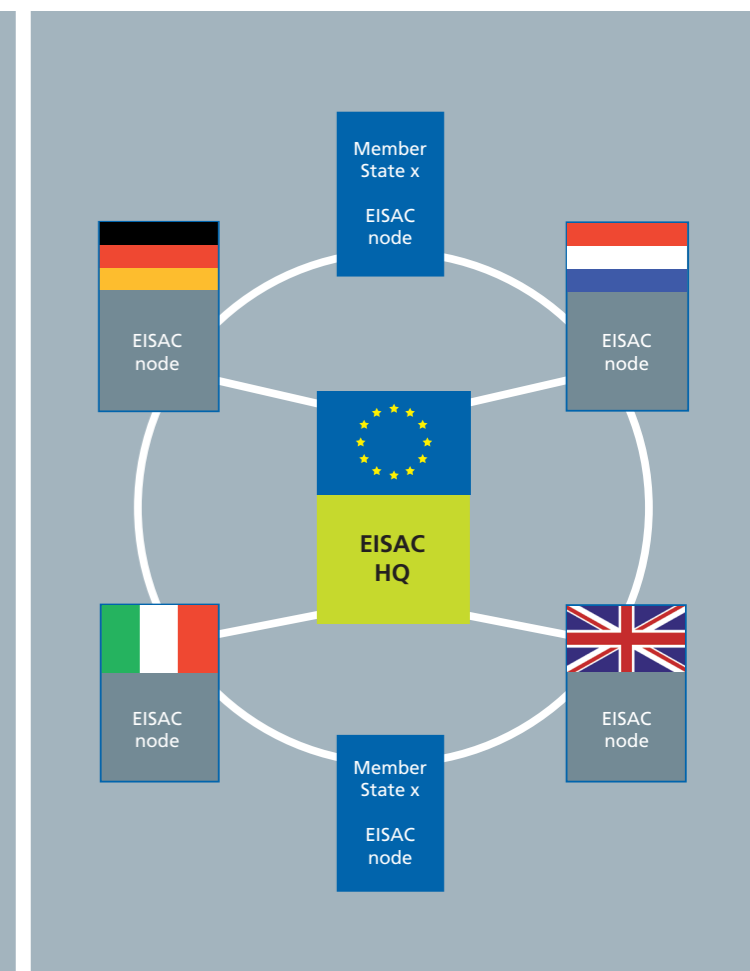 Member
State x
EISAC
node
EISAC
node
EISAC
node
EISAC
HQ
EISAC
node
EISAC
node
Member
State x
EISAC
node